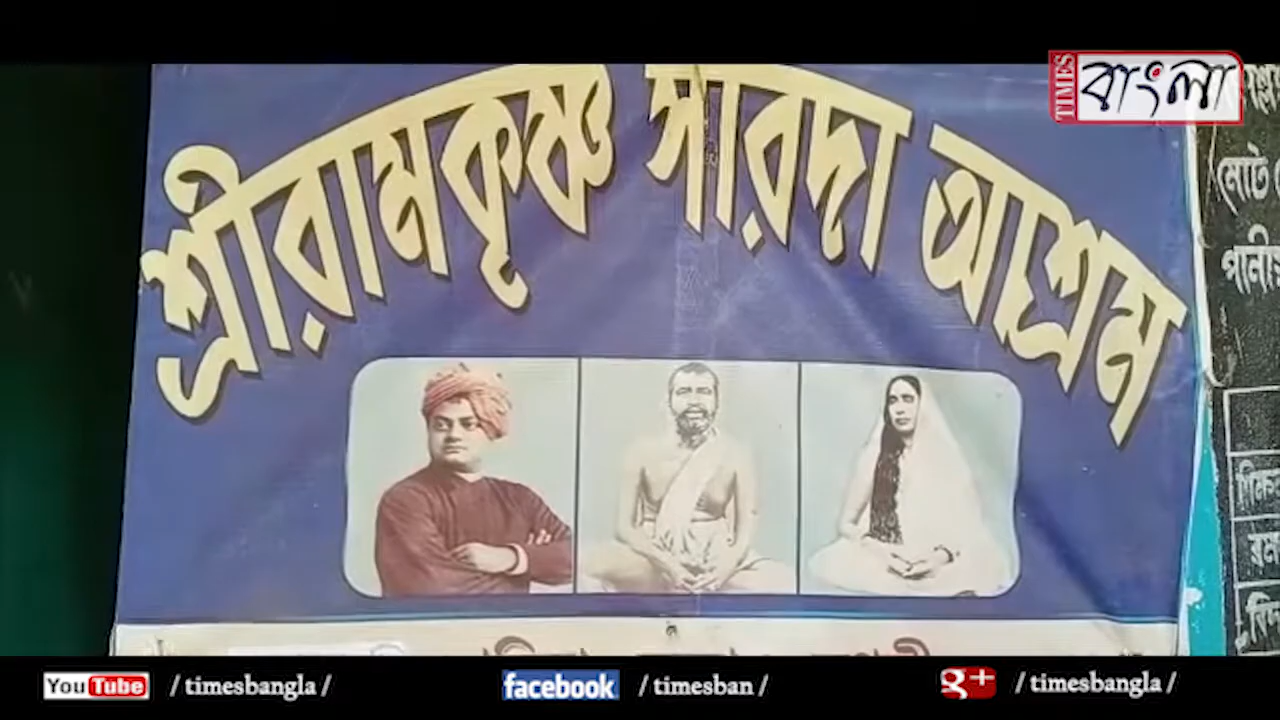 TIMES বাংলা
শ্রীরামকৃষ্ণ সারদা আশ্রম
মোট
YouTube / timesbangla /
facebook / timesban /
g+ / timesbangla /